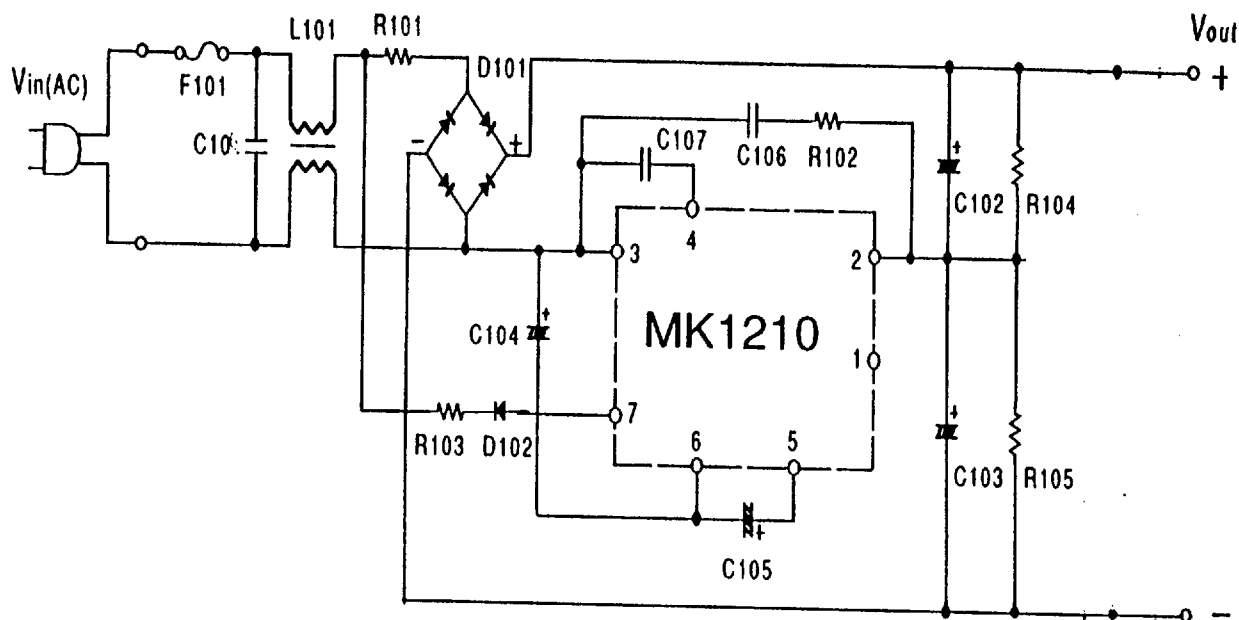 Vout
L101
R101
D101
Vin(AC)
F101
+
C107
C106
R102
-
+
+
C102
R104
4
3
2
MK1210
C104
+
1
7
R103
D102
6
5
+
C103
R105
+
C105
-